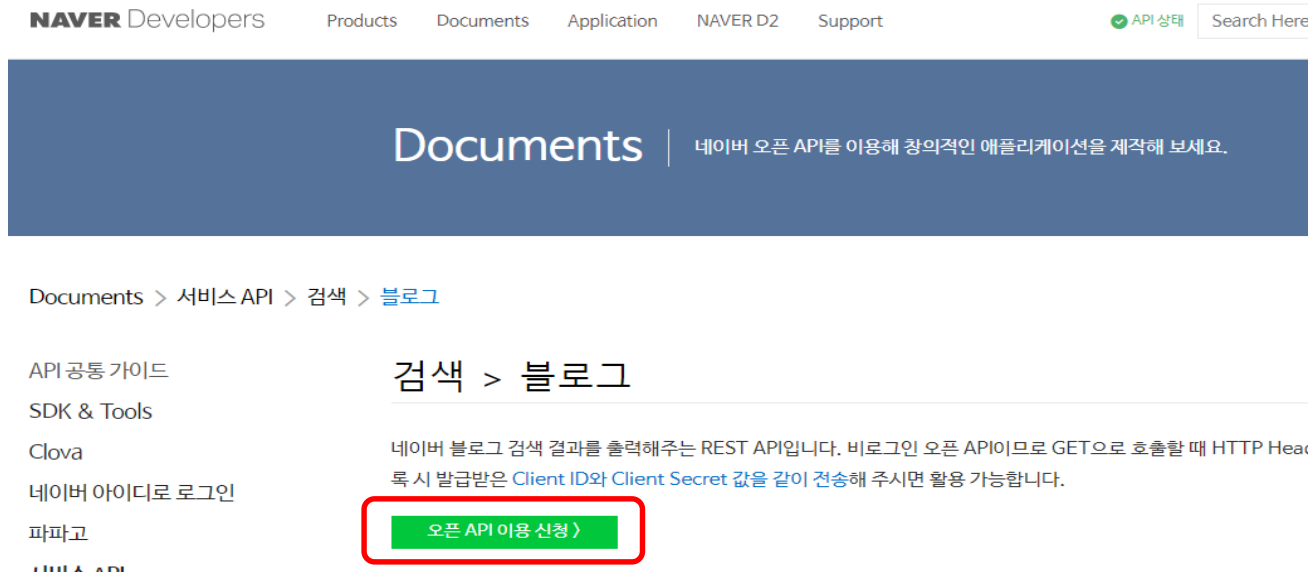 NAVER Developers Products Documents Application NAVER D2 Support API 상태 Search Here
Documents 네이버 오픈 API를 이용해 창의적인 애플리케이션을 제작해 보세요.
Documents > 서비스 API > 검색 > 블로그
API 공통 가이드
SDK & Tools
Clova
네이버 아이디로 로그인
파파고
서비스 API
검색 > 블로그
네이버 블로그 검색 결과를 출력해주는 REST API입니다. 비로그인 오픈 API이므로 GET으로 호출할 때 HTTP
록 시 발급받은 Client ID와 Client Secret 값을 같이 전송해 주시면 활용 가능합니다.
오픈 API 이용 신청 〉